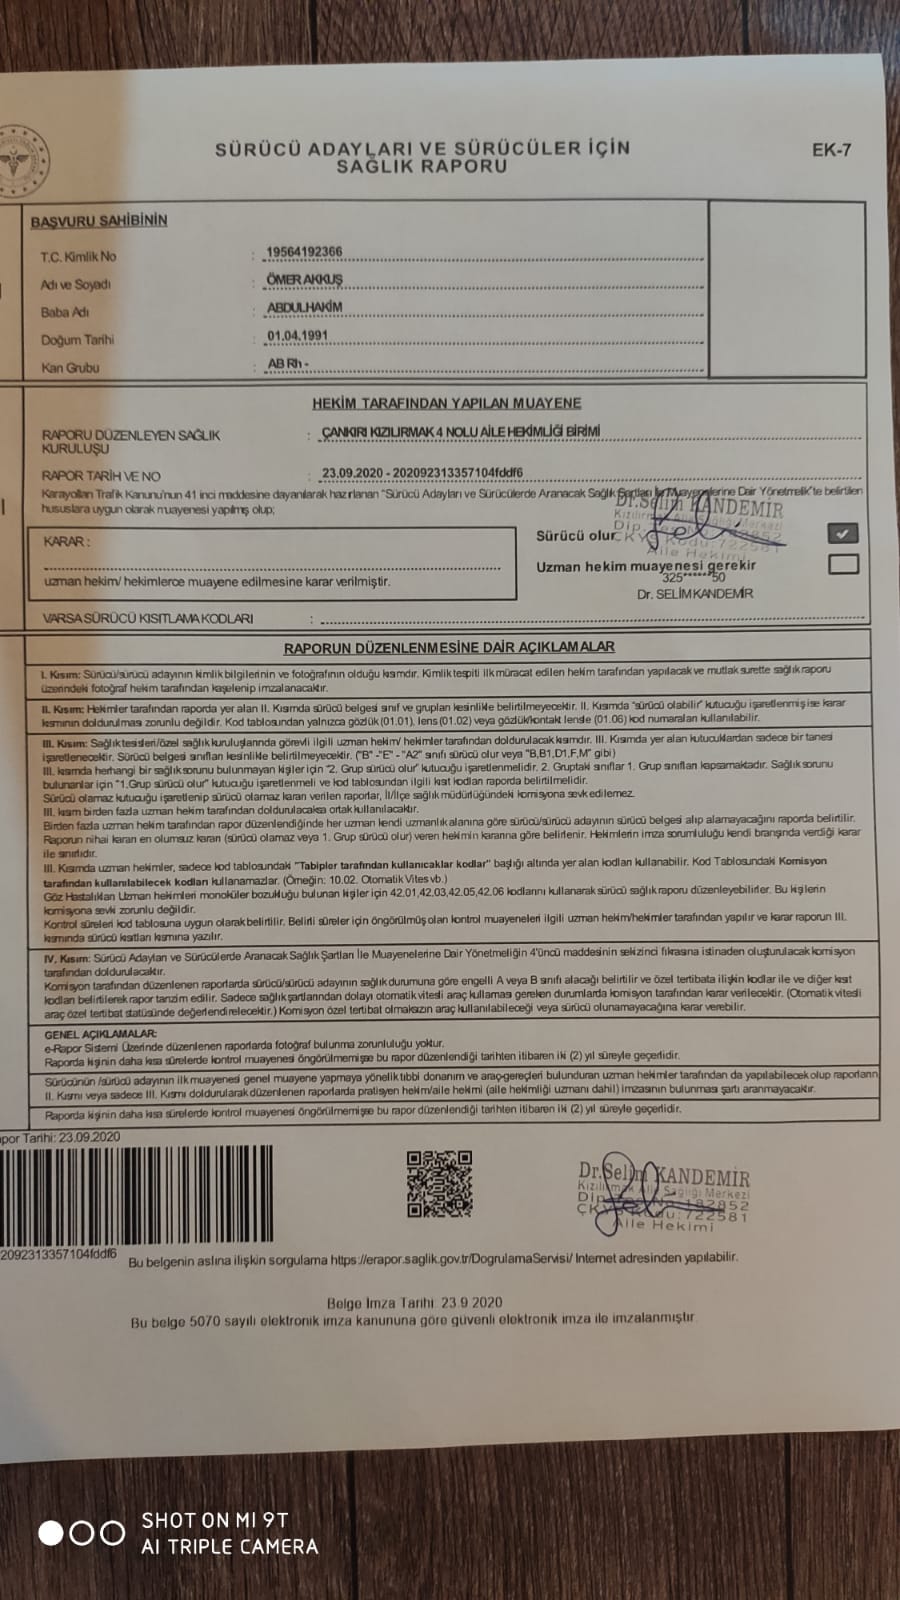 SÜRÜCÜ ADAYLARI VE SÜRÜCÜLER İÇİN
SAĞLIK RAPORU
EK-7
BAŞVURU SAHİBİNİN
T.C. Kimlik No : 19564192366
Adı ve Soyadı : ÖMER AKKUŞ
Baba Adı : ABDULHAKİM
Doğum Tarihi : 01.04.1991
Kan Grubu : AB Rh -
HEKİM TARAFINDAN YAPILAN MUAYENE
RAPORU DÜZENLEYEN SAĞLIK : ÇANKIRI KIZILIRMAK 4 NOLU AİLE HEKİMLİĞİ BİRİMİ
KURULUŞU
RAPOR TARİH VE NO : 23.09.2020 - 202092313357104fddf6
Karayolları Trafik Kanunu'nun 41 inci maddesine dayanılarak hazırlanan "Sürücü Adayları ve Sürücülerde Aranacak Sağlık Şartları İle Muayenelerine Dair Yönetmelik"te belirtilen
hususlara uygun olarak muayenesi yapılmış olup;
Dr.Selim KANDEMİR
Aile Hekimi
KARAR :
uzman hekim/ hekimlerce muayene edilmesine karar verilmiştir.
Sürücü olur
Uzman hekim muayenesi gerekir
325******50
Dr. SELİM KANDEMİR
VARSA SÜRÜCÜ KISITLAMA KODLARI :
RAPORUN DÜZENLENMESİNE DAİR AÇIKLAMALAR
I. Kısım: Sürücü/sürücü adayının kimlik bilgilerinin ve fotoğrafının olduğu kısımdır. Kimlik tespiti ilk müracat edilen hekim tarafından yapılacak ve mutlak surette sağlık raporu
üzerindeki fotoğraf hekim tarafından kaşelenip imzalanacaktır.
II. Kısım: Hekimler tarafından raporda yer alan II. Kısımda sürücü belgesi sınıf ve grupları kesinlikle belirtilmeyecektir. II. Kısımda "sürücü olabilir" kutucuğu işaretlenmiş ise karar
kısmının doldurulması zorunlu değildir. Kod tablosundan yalnızca gözlük (01.01), lens (01.02) veya gözlük/kontakt lensle (01.06) kod numaraları kullanılabilir.
III. Kısım: Sağlık tesisleri/özel sağlık kuruluşlarında görevli ilgili uzman hekim/ hekimler tarafından doldurulacak kısımdır. III. Kısımda yer alan kutucuklardan sadece bir tanesi
işaretlenecektir. Sürücü belgesi sınıfları kesinlikle belirtilmeyecektir. ("B" -"E" - "A2" sınıfı sürücü olur veya "B,B1,D1,F,M" gibi)
III. kısımda herhangi bir sağlık sorunu bulunmayan kişiler için "2. Grup sürücü olur" kutucuğu işaretlenmelidir. 2. Gruptaki sınıflar 1. Grup sınıfları kapsamaktadır. Sağlık sorunu
bulunanlar için "1.Grup sürücü olur" kutucuğu işaretlenmeli ve kod tablosundan ilgili kısıt kodları raporda belirtilmelidir.
Sürücü olamaz kutucuğu işaretlenip sürücü olamaz kararı verilen raporlar, İl/İlçe sağlık müdürlüğündeki komisyona sevk edilemez.
III. kısım birden fazla uzman hekim tarafından doldurulacaksa ortak kullanılacaktır.
Birden fazla uzman hekim tarafından rapor düzenlendiğinde her uzman kendi uzmanlık alanına göre sürücü/sürücü adayının sürücü belgesi alıp alamayacağını raporda belirtilir.
Raporun nihai kararı en olumsuz kararı (sürücü olamaz veya 1. Grup sürücü olur) veren hekimin kararına göre belirlenir. Hekimlerin imza sorumluluğu kendi branşında verdiği karar
ile sınırlıdır.
III. Kısımda uzman hekimler, sadece kod tablosundaki "Tabipler tarafından kullanıcaklar kodlar" başlığı altında yer alan kodları kullanabilir. Kod Tablosundaki Komisyon
tarafından kullanılabilecek kodları kullanamazlar. (Örneğin: 10.02. Otomatik Vites vb.)
Göz Hastalıkları Uzman hekimleri monoküler bozukluğu bulunan kişiler için 42.01,42.03,42.05,42.06 kodlarını kullanarak sürücü sağlık raporu düzenleyebilirler. Bu kişilerin
komisyona sevki zorunlu değildir.
Kontrol süreleri kod tablosuna uygun olarak belirtilir. Belirli süreler için öngörülmüş olan kontrol muayeneleri ilgili uzman hekim/hekimler tarafından yapılır ve karar raporun III.
kısmında sürücü kısıtları kısmına yazılır.
IV. Kısım: Sürücü Adayları ve Sürücülerde Aranacak Sağlık Şartları İle Muayenelerine Dair Yönetmeliğin 4'üncü maddesinin sekizinci fıkrasına istinaden oluşturulacak komisyon
tarafından doldurulacaktır.
Komisyon tarafından düzenlenen raporlarda sürücü/sürücü adayının sağlık durumuna göre engelli A veya B sınıfı alacağı belirtilir ve özel tertibata ilişkin kodlar ile ve diğer kısıt
kodları belirtilerek rapor tanzim edilir. Sadece sağlık şartlarından dolayı otomatik vitesli araç kullaması gereken durumlarda komisyon tarafından karar verilecektir. (Otomatik vitesli
araç özel tertibat statüsünde değerlendirelecektir.) Komisyon özel tertibat olmaksızın araç kullanılabileceği veya sürücü olunamayacağına karar verebilir.
GENEL AÇIKLAMALAR:
e-Rapor Sistemi Üzerinde düzenlenen raporlarda fotoğraf bulunma zorunluluğu yoktur.
Raporda kişinin daha kısa sürelerde kontrol muayenesi öngörülmemişse bu rapor düzenlendiği tarihten itibaren iki (2) yıl süreyle geçerlidir.
Sürücünün /sürücü adayının ilk muayenesi genel muayene yapmaya yönelik tıbbi donanım ve araç-gereçleri bulunduran uzman hekimler tarafından da yapılabilecek olup raporların
II. Kısmı veya sadece III. Kısmı doldurularak düzenlenen raporlarda pratisyen hekim/aile hekimi (aile hekimliği uzmanı dahil) imzasının bulunması şartı aranmayacaktır.
Raporda kişinin daha kısa sürelerde kontrol muayenesi öngörülmemişse bu rapor düzenlendiği tarihten itibaren iki (2) yıl süreyle geçerlidir.
por Tarihi: 23.09.2020
2092313357104fddf6
Dr.Selim KANDEMİR
Kızılırmak Aile Sağlığı Merkezi
182852
ÇKYS Kodu:722581
Aile Hekimi
Bu belgenin aslına ilişkin sorgulama https://erapor.saglik.gov.tr/DogrulamaServisi/ Internet adresinden yapılabilir.
Belge İmza Tarihi: 23.9.2020
Bu belge 5070 sayılı elektronik imza kanununa göre güvenli elektronik imza ile imzalanmıştır.
SHOT ON MI 9T
AI TRIPLE CAMERA